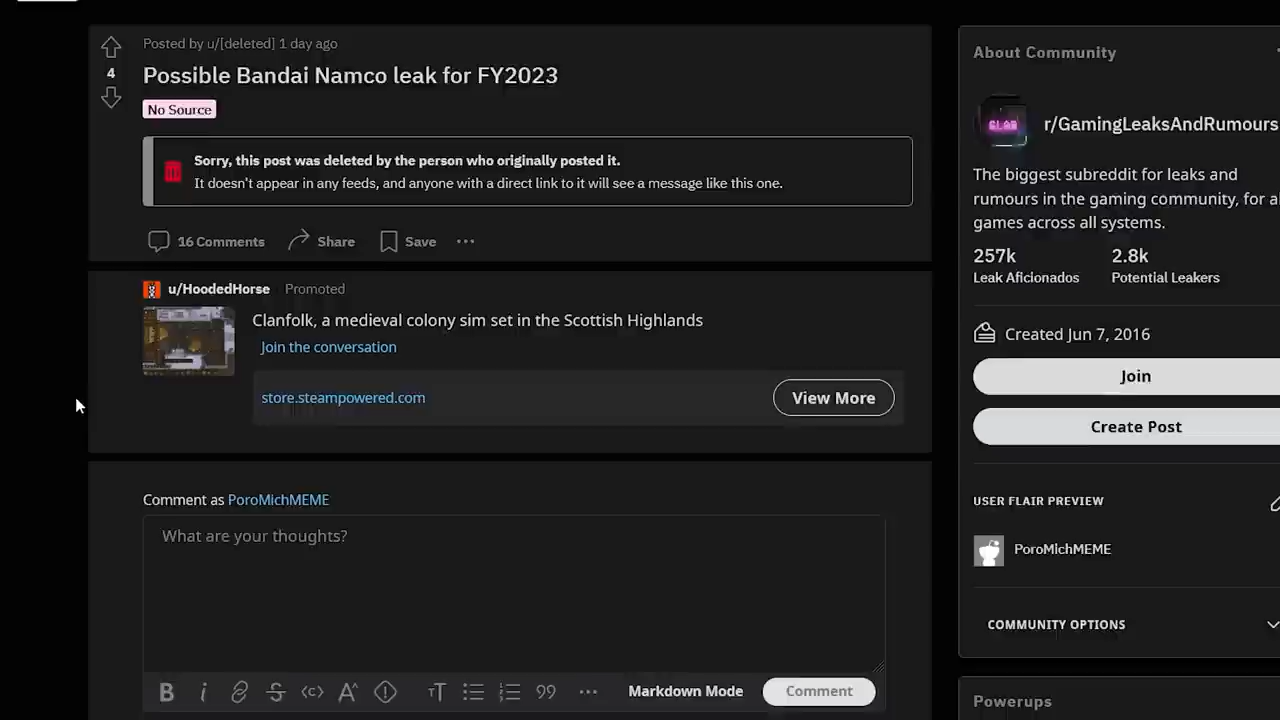 Posted by u/[deleted] 1 day ago
4
Possible Bandai Namco leak for FY2023
No Source
Sorry, this post was deleted by the person who originally posted it.
It doesn't appear in any feeds, and anyone with a direct link to it will see a message like this one.
16 Comments Share Save ...
u/HoodedHorse Promoted
Clanfolk, a medieval colony sim set in the Scottish Highlands
Join the conversation
store.steampowered.com
View More
Comment as PoroMichMEME
What are your thoughts?
Markdown Mode
Comment
About Community
r/GamingLeaksAndRumours
The biggest subreddit for leaks and
rumours in the gaming community, for al
games across all systems.
257k 2.8k
Leak Aficionados Potential Leakers
Created Jun 7, 2016
Join
Create Post
USER FLAIR PREVIEW
PoroMichMEME
COMMUNITY OPTIONS
Powerups